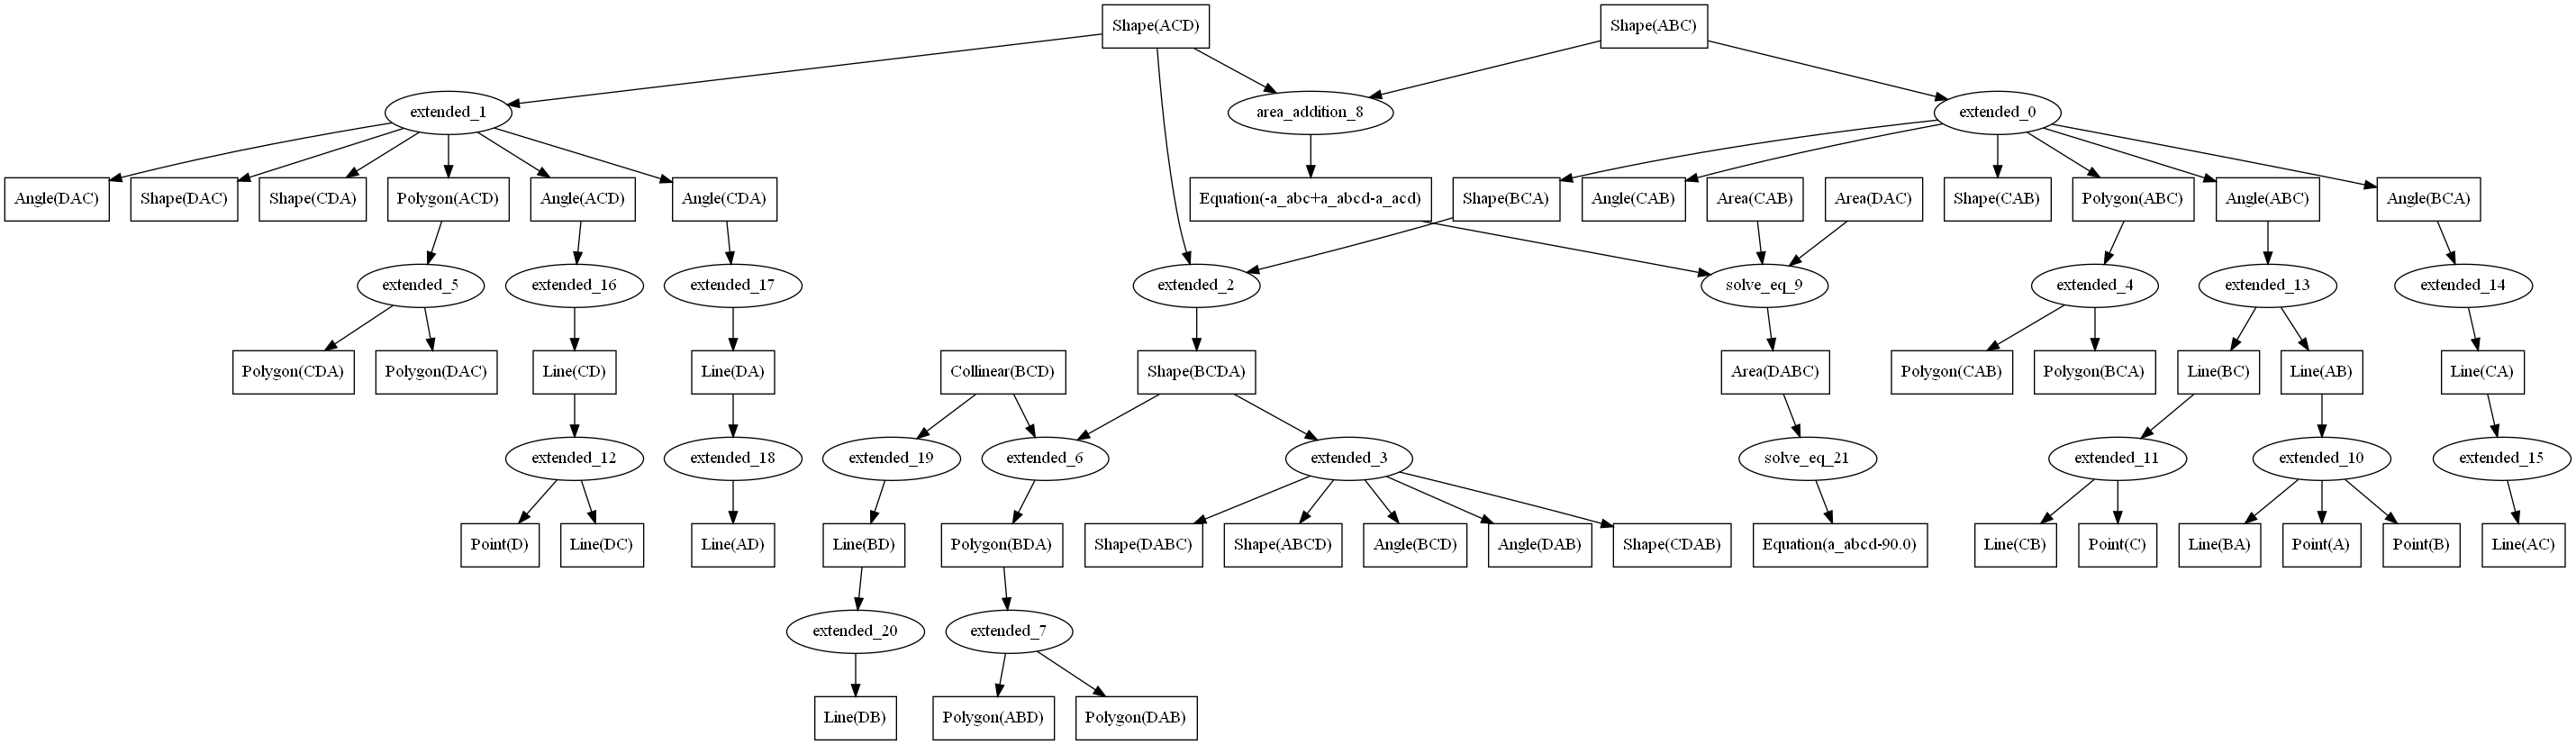 Shape(ACD)
Shape(ABC)
extended_1
area_addition_8
extended_0
Angle(DAC)
Shape(DAC)
Shape(CDA)
Polygon(ACD)
Angle(ACD)
Angle(CDA)
Equation(-a_abc+a_abcd-a_acd)
Shape(BCA)
Angle(CAB)
Area(CAB)
Area(DAC)
Shape(CAB)
Polygon(ABC)
Angle(ABC)
Angle(BCA)
extended_5
extended_16
extended_17
extended_2
solve_eq_9
extended_4
extended_13
extended_14
Polygon(CDA)
Polygon(DAC)
Line(CD)
Line(DA)
Collinear(BCD)
Shape(BCDA)
Area(DABC)
Polygon(CAB)
Polygon(BCA)
Line(BC)
Line(AB)
Line(CA)
extended_12
extended_18
extended_19
extended_6
extended_3
solve_eq_21
extended_11
extended_10
extended_15
Point(D)
Line(DC)
Line(AD)
Line(BD)
Polygon(BDA)
Shape(DABC)
Shape(ABCD)
Angle(BCD)
Angle(DAB)
Shape(CDAB)
Equation(a_abcd-90.0)
Line(CB)
Point(C)
Line(BA)
Point(A)
Point(B)
Line(AC)
extended_20
extended_7
Line(DB)
Polygon(ABD)
Polygon(DAB)